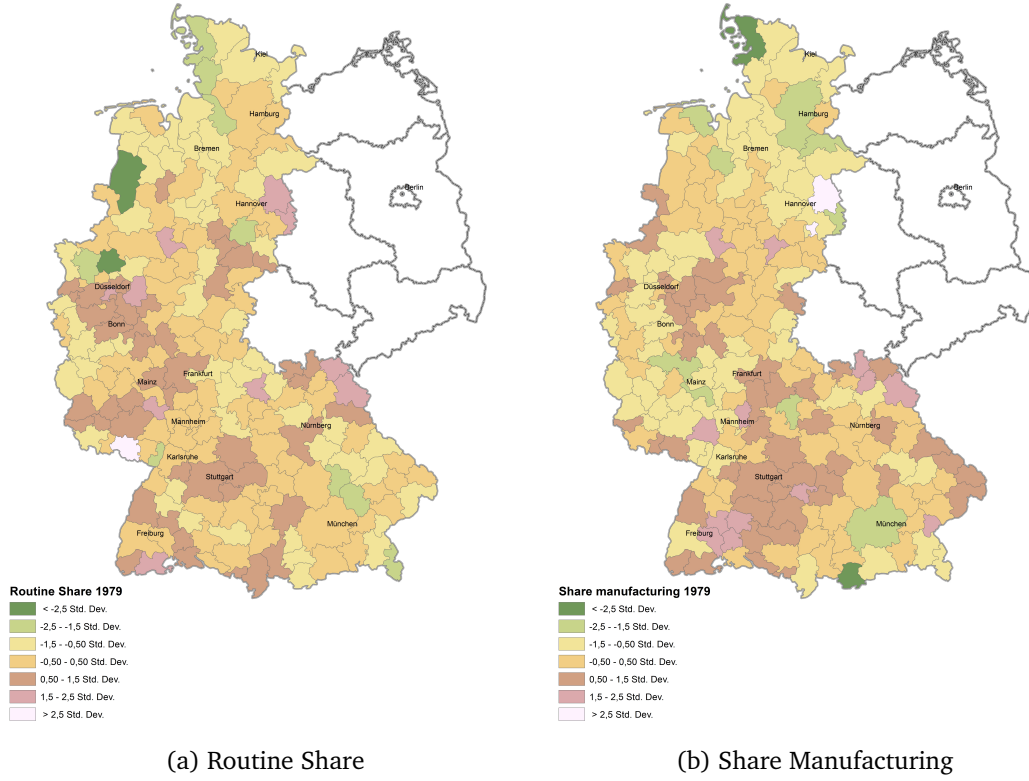 Kiel
Hamburg
Bremen
Berlin
Hannover
Düsseldorf
Bonn
Frankfurt
Mainz
Mannheim
Nürnberg
Karlsruhe
Stuttgart
München
Freiburg
Routine Share 1979
< -2,5 Std. Dev.
-2,5 - -1,5 Std. Dev.
-1,5 - -0,50 Std. Dev.
-0,50 - 0,50 Std. Dev.
0,50 - 1,5 Std. Dev.
1,5 - 2,5 Std. Dev.
> 2,5 Std. Dev.
(a) Routine Share
Kiel
Hamburg
Bremen
Berlin
Hannover
Düsseldorf
Bonn
Frankfurt
Mainz
Mannheim
Nürnberg
Karlsruhe
Stuttgart
München
Freiburg
Share manufacturing 1979
< -2,5 Std. Dev.
-2,5 - -1,5 Std. Dev.
-1,5 - -0,50 Std. Dev.
-0,50 - 0,50 Std. Dev.
0,50 - 1,5 Std. Dev.
1,5 - 2,5 Std. Dev.
> 2,5 Std. Dev.
(b) Share Manufacturing